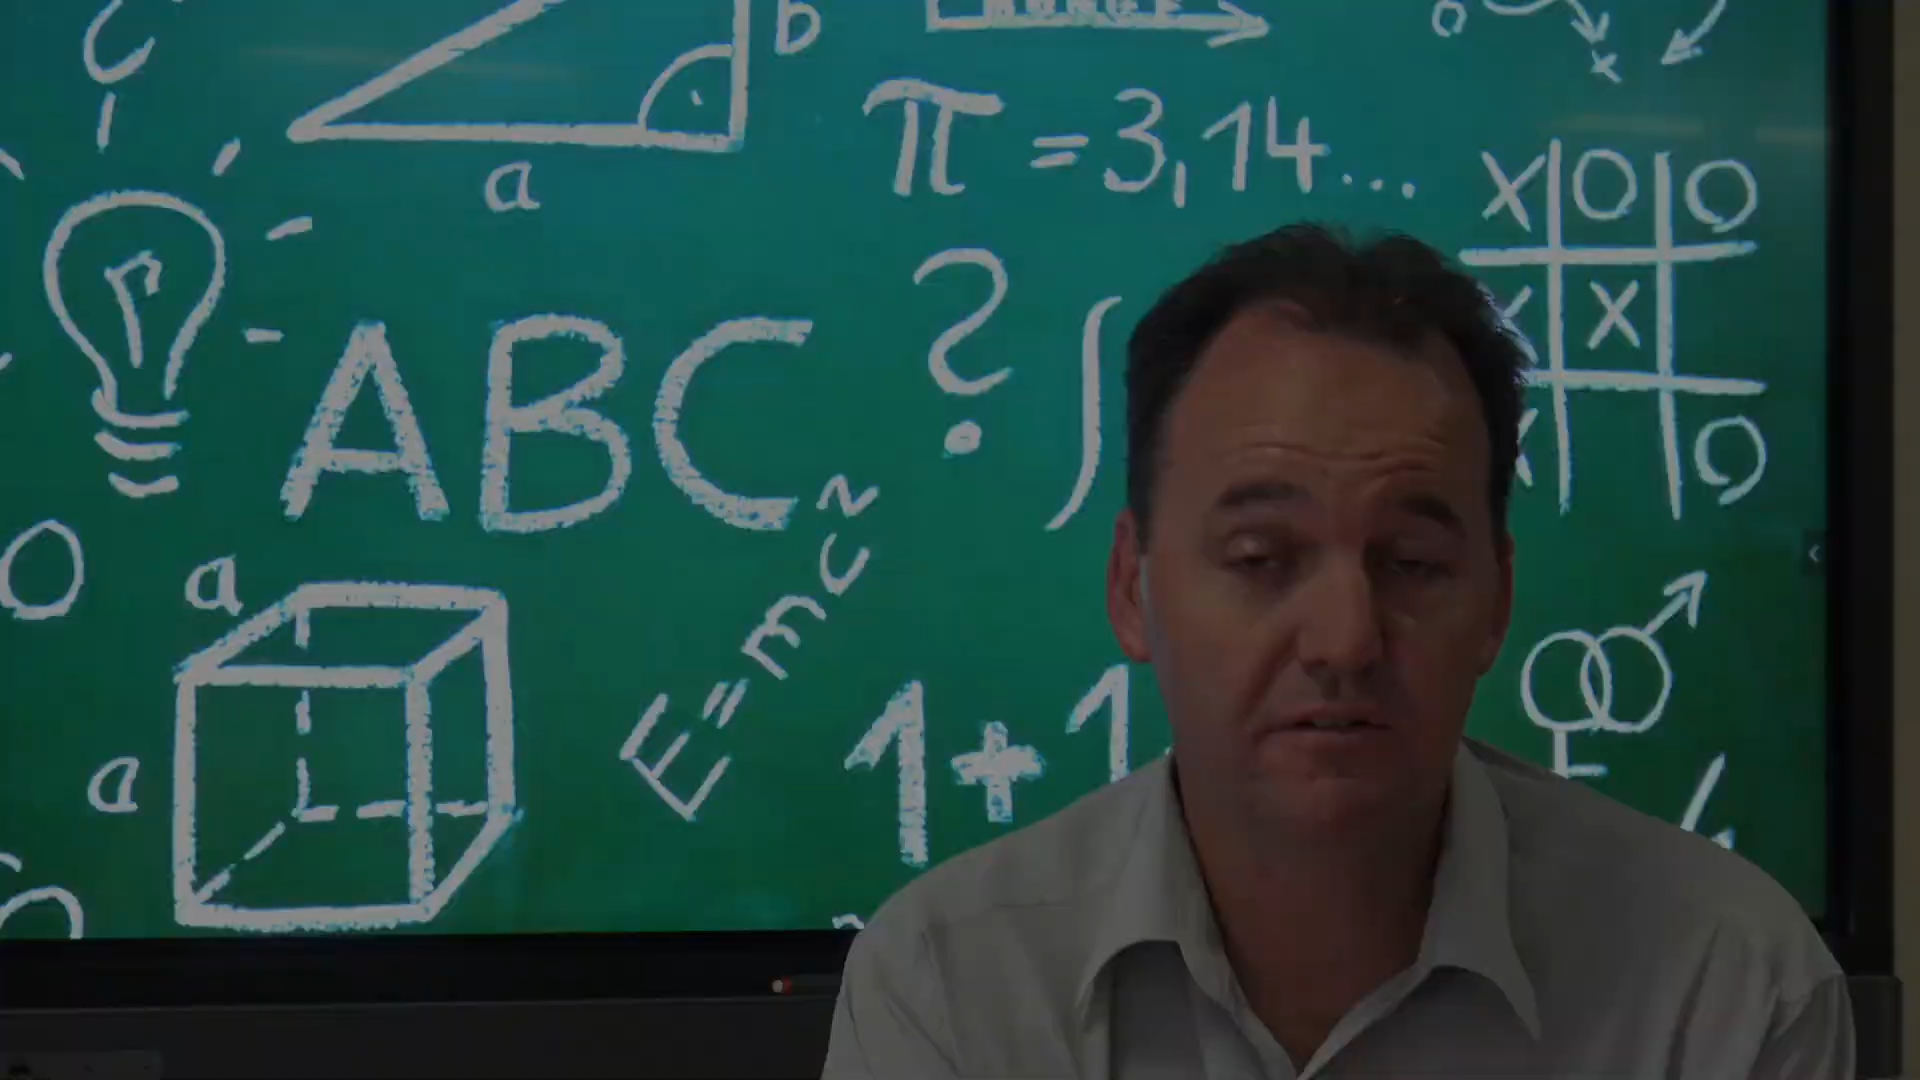 b
a
π = 3,14...
X O O
X
ABC
?
∫
O
a
E=mc²
1+1
a
O